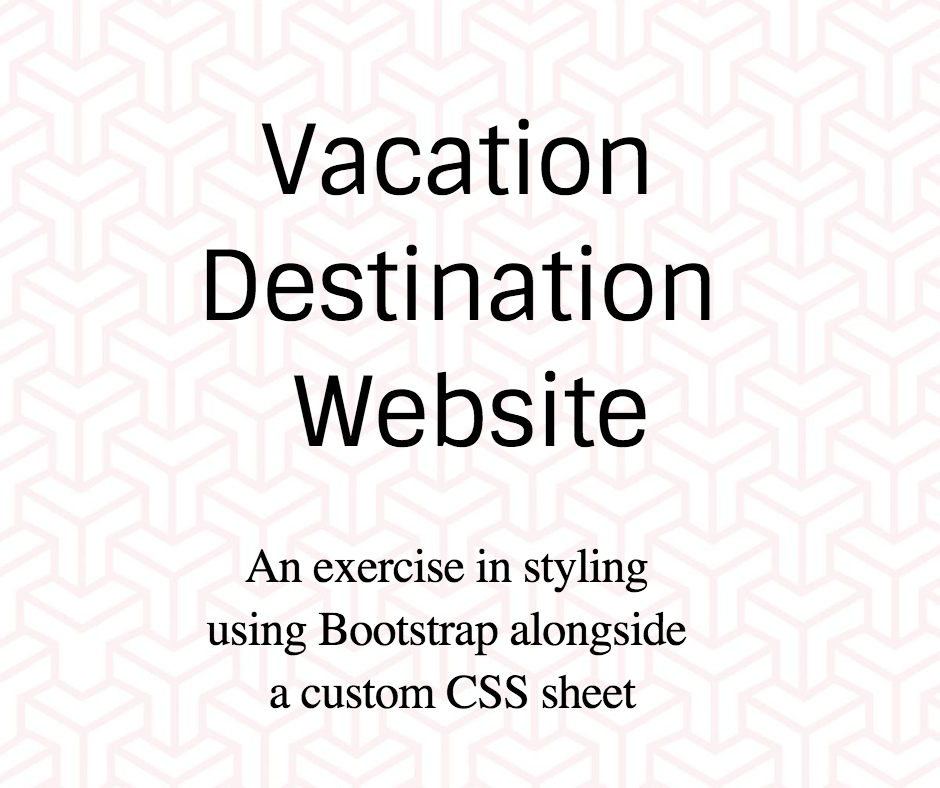 Vacation
Destination
Website
An exercise in styling
using Bootstrap alongside
a custom CSS sheet